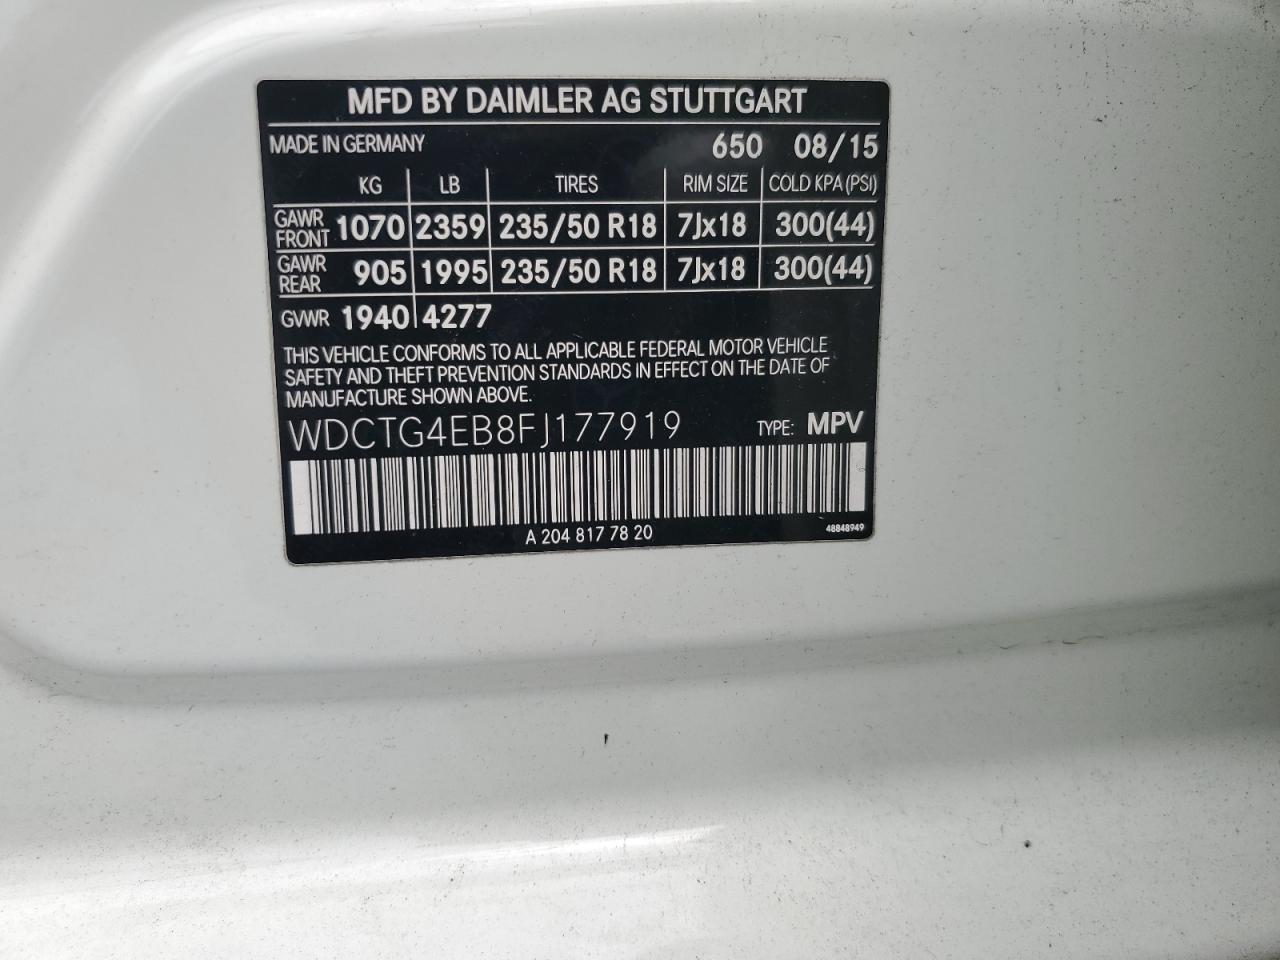 MFD BY DAIMLER AG STUTTGART
MADE IN GERMANY 650 08/15
KG LB TIRES RIM SIZE COLD KPA (PSI)
GAWR FRONT 1070 2359 235/50 R18 7Jx18 300(44)
GAWR REAR 905 1995 235/50 R18 7Jx18 300(44)
GVWR 1940 4277
THIS VEHICLE CONFORMS TO ALL APPLICABLE FEDERAL MOTOR VEHICLE
SAFETY AND THEFT PREVENTION STANDARDS IN EFFECT ON THE DATE OF
MANUFACTURE SHOWN ABOVE.
WDCTG4EB8FJ177919 TYPE: MPV
A 204 817 78 20 48848949